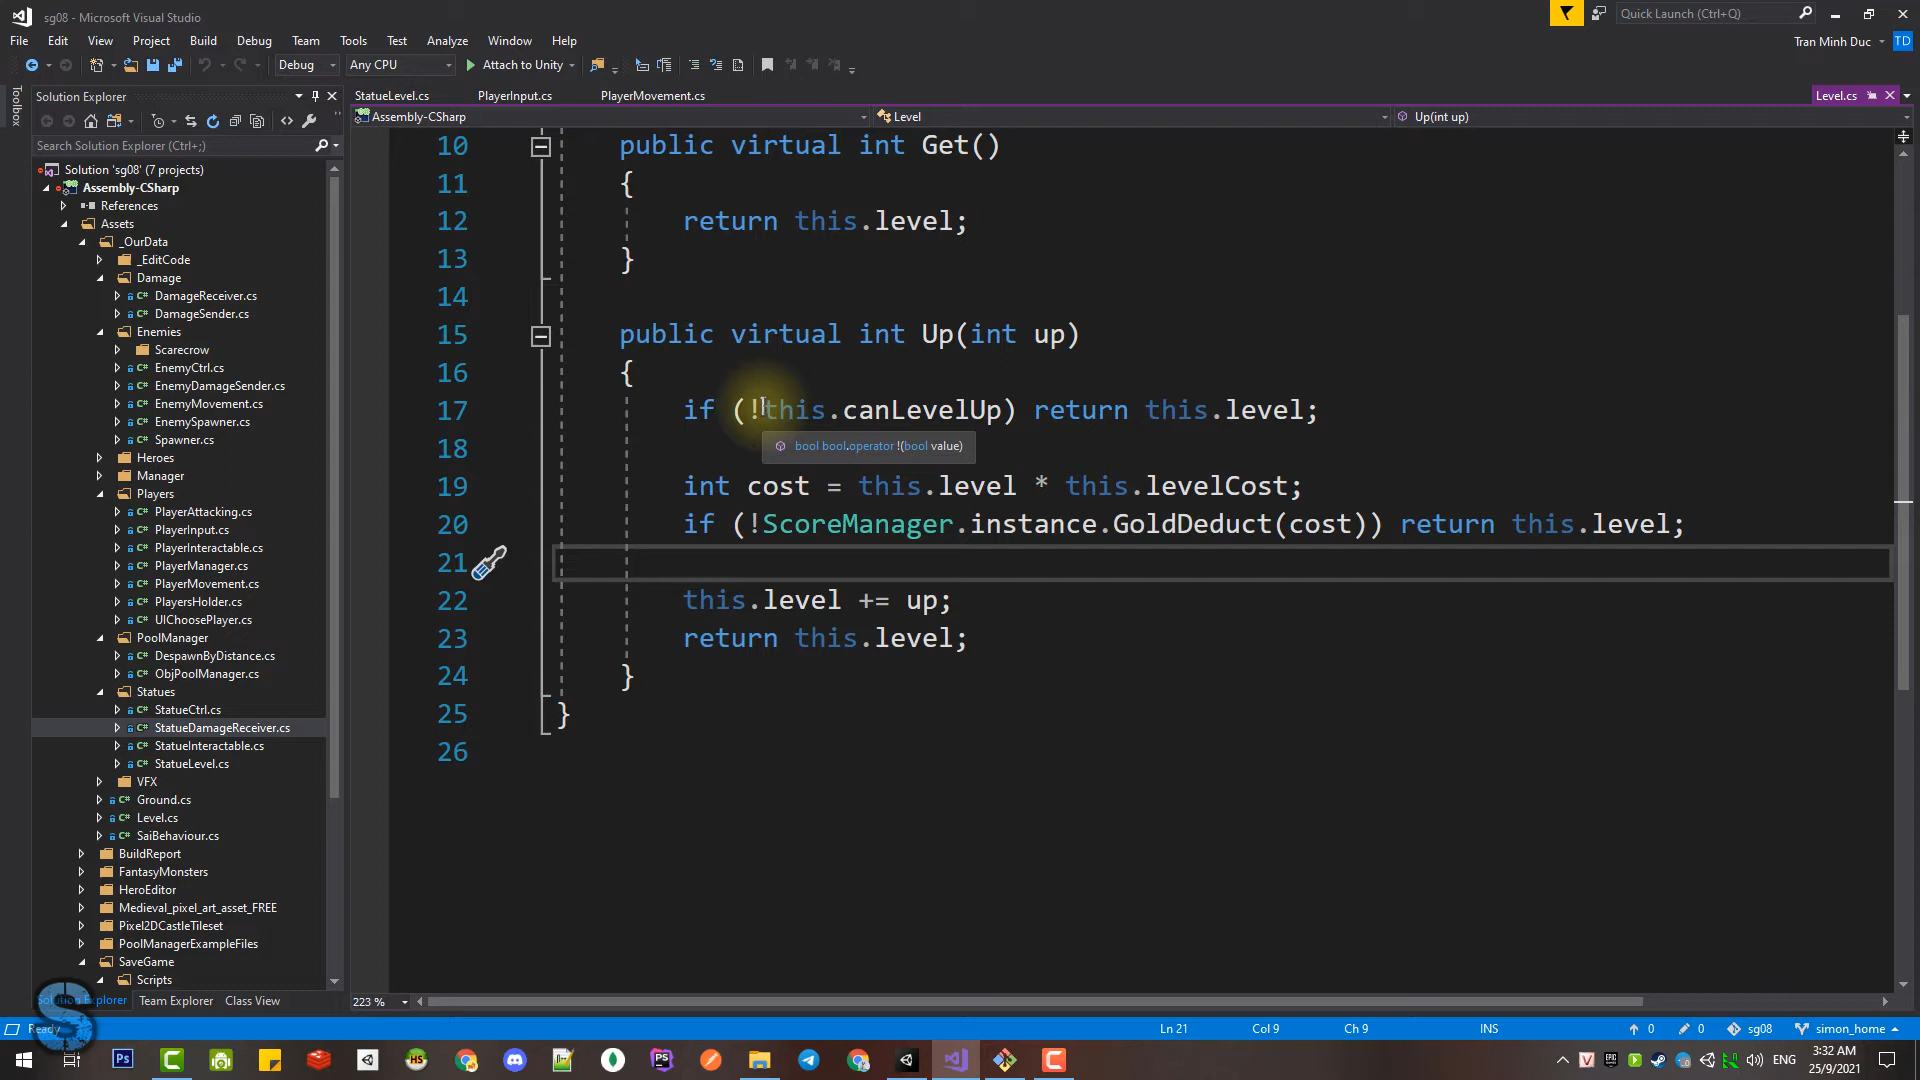 sg08 - Microsoft Visual Studio
Quick Launch (Ctrl+Q)
File Edit View Project Build Debug Team Tools Test Analyze Window Help
Tran Minh Duc TD
Debug Any CPU Attach to Unity
Toolbox
Solution Explorer
StatueLevel.cs PlayerInput.cs PlayerMovement.cs Level.cs
Assembly-CSharp Level Up(int up)
Search Solution Explorer (Ctrl+;)
Solution 'sg08' (7 projects)
Assembly-CSharp
References
Assets
_OurData
_EditCode
Damage
DamageReceiver.cs
DamageSender.cs
Enemies
Scarecrow
EnemyCtrl.cs
EnemyDamageSender.cs
EnemyMovement.cs
EnemySpawner.cs
Spawner.cs
Heroes
Manager
Players
PlayerAttacking.cs
PlayerInput.cs
PlayerInteractable.cs
PlayerManager.cs
PlayerMovement.cs
PlayersHolder.cs
UIChoosePlayer.cs
PoolManager
DespawnByDistance.cs
ObjPoolManager.cs
Statues
StatueCtrl.cs
StatueDamageReceiver.cs
StatueInteractable.cs
StatueLevel.cs
VFX
Ground.cs
Level.cs
SaiBehaviour.cs
BuildReport
FantasyMonsters
HeroEditor
Medieval_pixel_art_asset_FREE
Pixel2DCastleTileset
PoolManagerExampleFiles
SaveGame
Scripts
Solution Explorer Team Explorer Class View
10 public virtual int Get()
11 {
12 return this.level;
13 }
14
15 public virtual int Up(int up)
16 {
17 if (!this.canLevelUp) return this.level;
18 bool bool.operator !(bool value)
19 int cost = this.level * this.levelCost;
20 if (!ScoreManager.instance.GoldDeduct(cost)) return this.level;
21
22 this.level += up;
23 return this.level;
24 }
25 }
26
223 %
Ready Ln 21 Col 9 Ch 9 INS 0 0 sg08 simon_home
Ps HS PS ENG 3:32 AM
25/9/2021